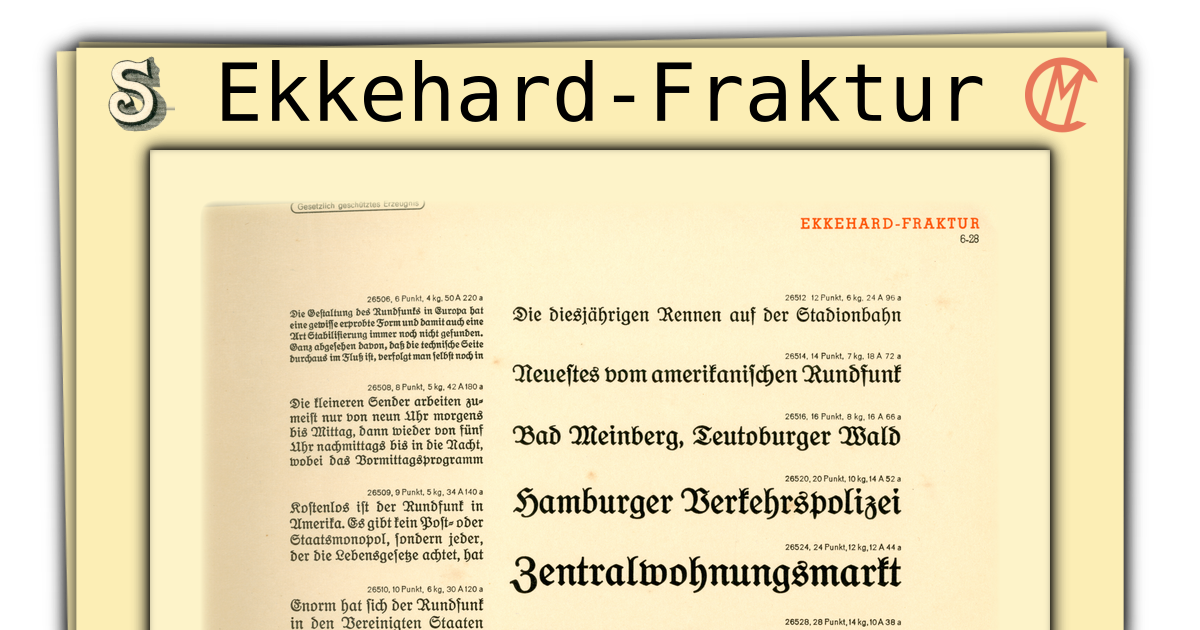 Ekkehard-Fraktur
Gesetzlich geschütztes Erzeugnis
EKKEHARD-FRAKTUR
6-28
26506, 6 Punkt, 4 kg, 50 A 220 a
Die Geſtaltung des Rundfunks in Europa hat
eine gewiſſe erprobte Form und damit auch eine
Art Stabiliſierung immer noch nicht gefunden.
Ganz abgeſehen davon, daß die techniſche Seite
durchaus im Fluß iſt, verfolgt man ſelbſt noch in
26508, 8 Punkt, 5 kg, 42 A 180 a
Die kleineren Sender arbeiten zu-
meiſt nur von neun Uhr morgens
bis Mittag, dann wieder von fünf
Uhr nachmittags bis in die Nacht,
wobei das Vormittagsprogramm
26509, 9 Punkt, 5 kg, 34 A 140 a
Koſtenlos iſt der Rundfunk in
Amerika. Es gibt kein Poſt- oder
Staatsmonopol, ſondern jeder,
der die Lebensgeſetze achtet, hat
26510, 10 Punkt, 6 kg, 30 A 120 a
Enorm hat ſich der Rundfunk
in den Vereinigten Staaten
26512 12 Punkt, 6 kg, 24 A 96 a
Die diesjährigen Rennen auf der Stadionbahn
26514, 14 Punkt, 7 kg, 18 A 72 a
Neueſtes vom amerikaniſchen Rundfunk
26516, 16 Punkt, 8 kg, 16 A 66 a
Bad Meinberg, Teutoburger Wald
26520, 20 Punkt, 10 kg, 14 A 52 a
Hamburger Verkehrspolizei
26524, 24 Punkt, 12 kg, 12 A 44 a
Zentralwohnungsmarkt
26528, 28 Punkt, 14 kg, 10 A 38 a